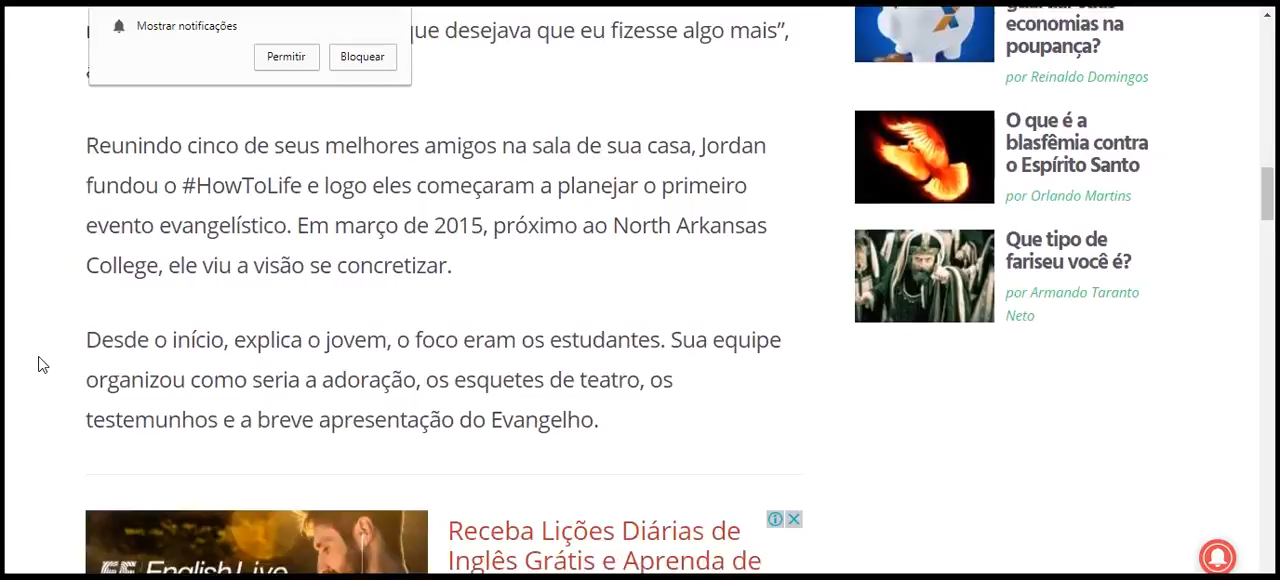 que desejava que eu fizesse algo mais”,
Mostrar notificações
Permitir
Bloquear
Reunindo cinco de seus melhores amigos na sala de sua casa, Jordan
fundou o #HowToLife e logo eles começaram a planejar o primeiro
evento evangelístico. Em março de 2015, próximo ao North Arkansas
College, ele viu a visão se concretizar.
Desde o início, explica o jovem, o foco eram os estudantes. Sua equipe
organizou como seria a adoração, os esquetes de teatro, os
testemunhos e a breve apresentação do Evangelho.
Receba Lições Diárias de
Inglês Grátis e Aprenda de
EF English Live
economias na
poupança?
por Reinaldo Domingos
O que é a
blasfêmia contra
o Espírito Santo
por Orlando Martins
Que tipo de
fariseu você é?
por Armando Taranto
Neto